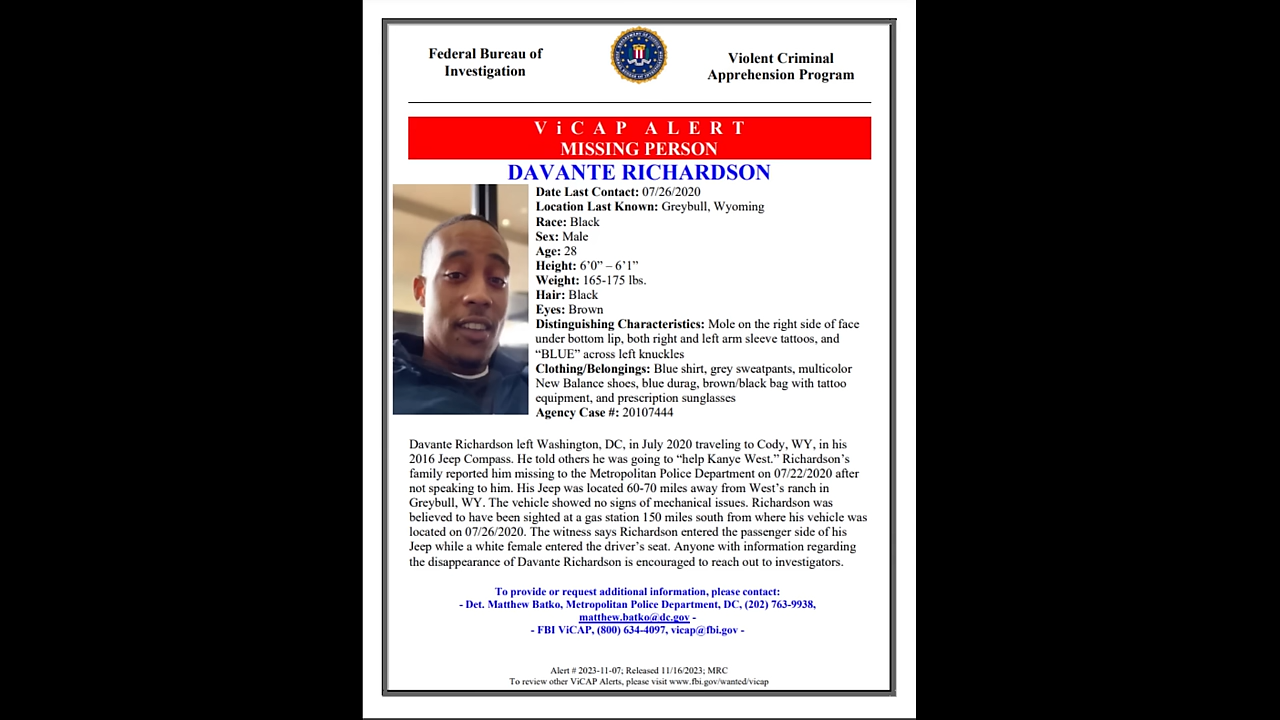 Federal Bureau of
Investigation
Violent Criminal
Apprehension Program
ViCAP ALERT
MISSING PERSON
DAVANTE RICHARDSON
Date Last Contact: 07/26/2020
Location Last Known: Greybull, Wyoming
Race: Black
Sex: Male
Age: 28
Height: 6’0” – 6’1”
Weight: 165-175 lbs.
Hair: Black
Eyes: Brown
Distinguishing Characteristics: Mole on the right side of face
under bottom lip, both right and left arm sleeve tattoos, and
“BLUE” across left knuckles
Clothing/Belongings: Blue shirt, grey sweatpants, multicolor
New Balance shoes, blue durag, brown/black bag with tattoo
equipment, and prescription sunglasses
Agency Case #: 20107444
Davante Richardson left Washington, DC, in July 2020 traveling to Cody, WY, in his
2016 Jeep Compass. He told others he was going to “help Kanye West.” Richardson’s
family reported him missing to the Metropolitan Police Department on 07/22/2020 after
not speaking to him. His Jeep was located 60-70 miles away from West’s ranch in
Greybull, WY. The vehicle showed no signs of mechanical issues. Richardson was
believed to have been sighted at a gas station 150 miles south from where his vehicle was
located on 07/26/2020. The witness says Richardson entered the passenger side of his
Jeep while a white female entered the driver’s seat. Anyone with information regarding
the disappearance of Davante Richardson is encouraged to reach out to investigators.
To provide or request additional information, please contact:
- Det. Matthew Batko, Metropolitan Police Department, DC, (202) 763-9938,
matthew.batko@dc.gov -
- FBI ViCAP, (800) 634-4097, vicap@fbi.gov -
Alert # 2023-11-07; Released 11/16/2023; MRC
To review other ViCAP Alerts, please visit www.fbi.gov/wanted/vicap